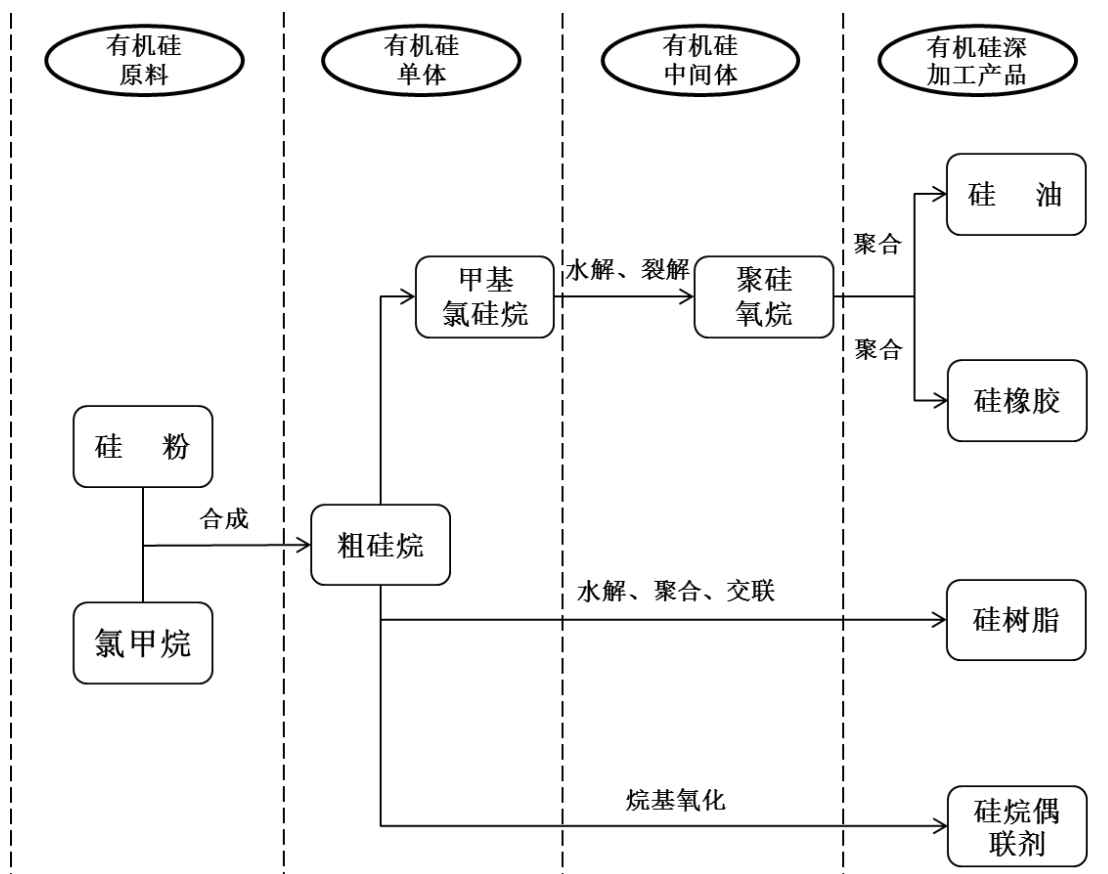 有机硅
原料
有机硅
单体
有机硅
中间体
有机硅深
加工产品
硅 油
聚合
水解、裂解
甲基
氯硅烷
聚硅
氧烷
聚合
硅橡胶
硅 粉
合成
粗硅烷
水解、聚合、交联
硅树脂
氯甲烷
烷基氧化
硅烷偶
联剂